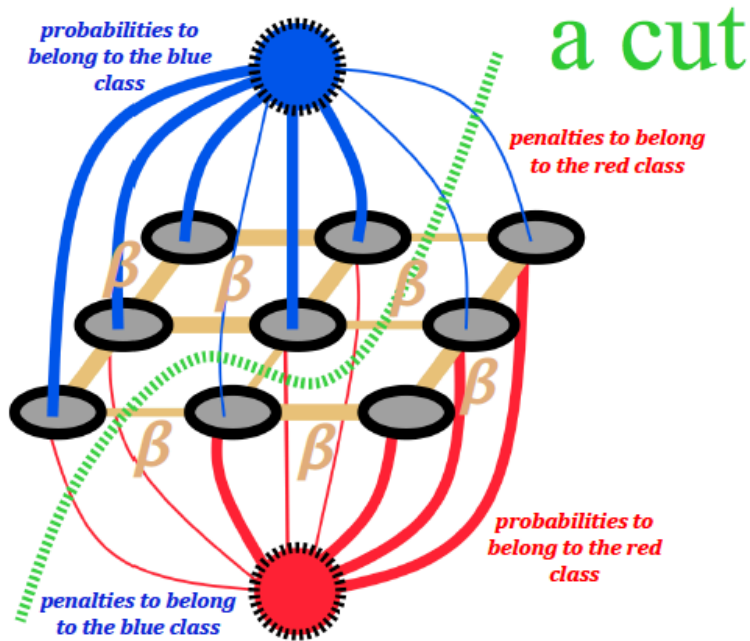 probabilities to
belong to the blue
class
a cut
penalties to belong
to the red class
β
β
β
β
β
β
probabilities to
belong to the red
class
penalties to belong
to the blue class